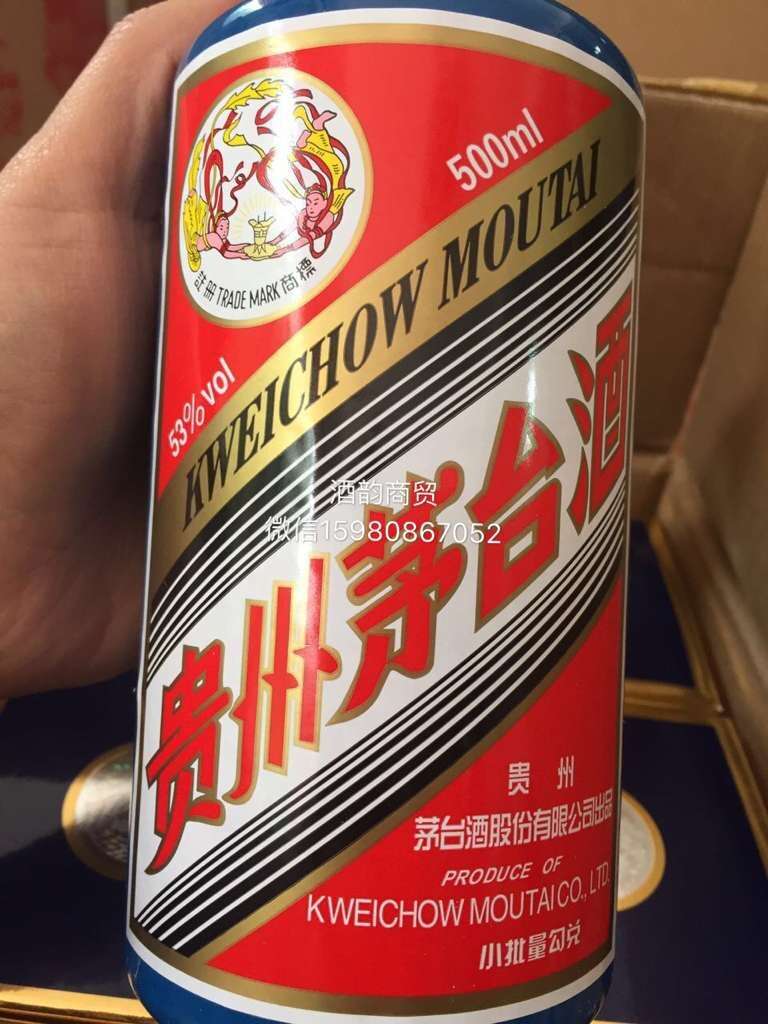 500ml
註册 TRADE MARK 商標
KWEICHOW MOUTAI
53%vol
酒韵商贸
微信15980867052
贵州茅台酒
贵 州
茅台酒股份有限公司出品
PRODUCE OF
KWEICHOW MOUTAI CO., LTD.
小批量勾兑